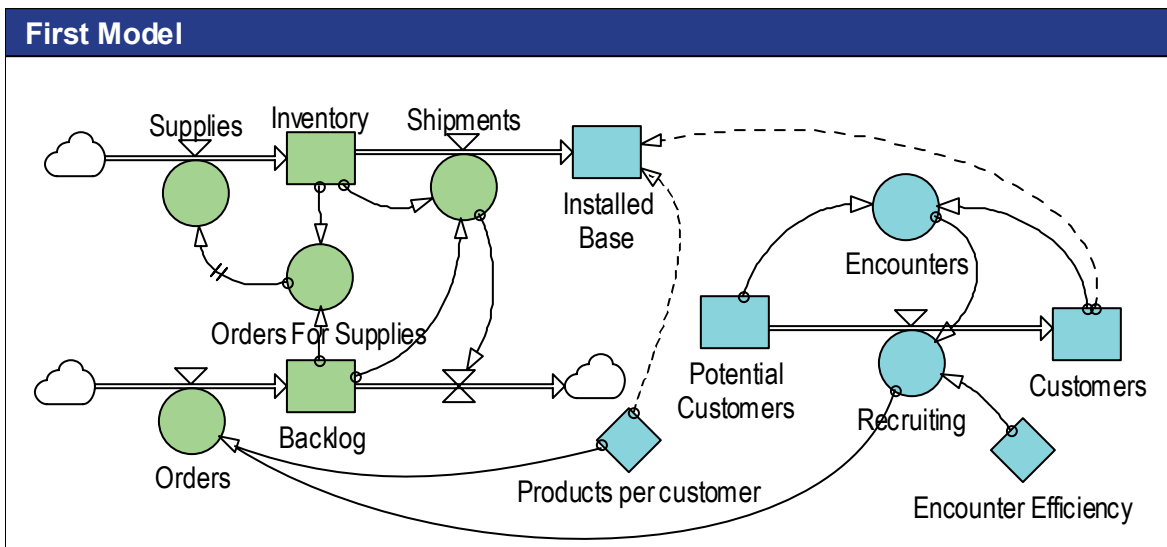 First Model
Supplies
Inventory
Shipments
Installed
Base
Encounters
Orders For Supplies
Potential
Customers
Customers
Recruiting
Backlog
Orders
Products per customer
Encounter Efficiency